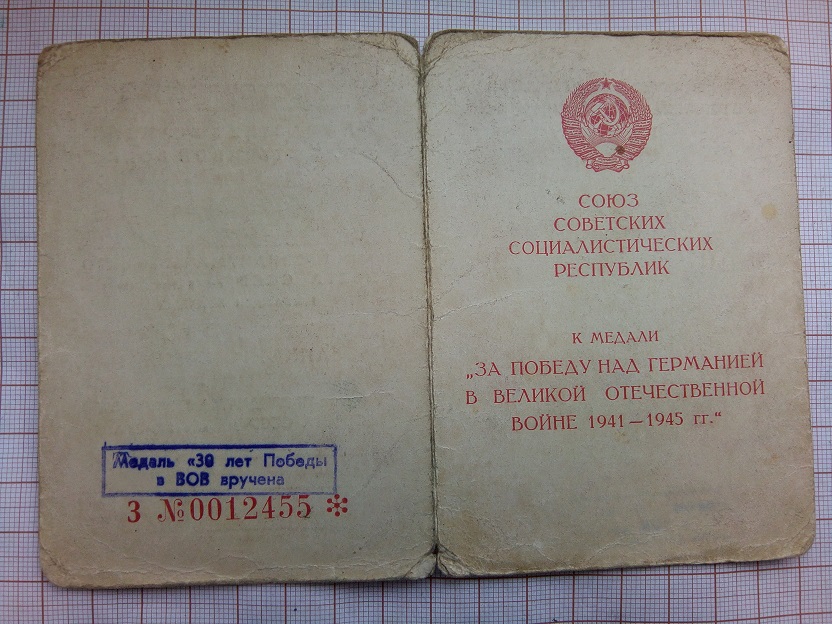 Медаль «30 лет Победы
в ВОВ вручена
З №0012455 *
СОЮЗ
СОВЕТСКИХ
СОЦИАЛИСТИЧЕСКИХ
РЕСПУБЛИК
К МЕДАЛИ
„ЗА ПОБЕДУ НАД ГЕРМАНИЕЙ
В ВЕЛИКОЙ ОТЕЧЕСТВЕННОЙ
ВОЙНЕ 1941—1945 гг.“